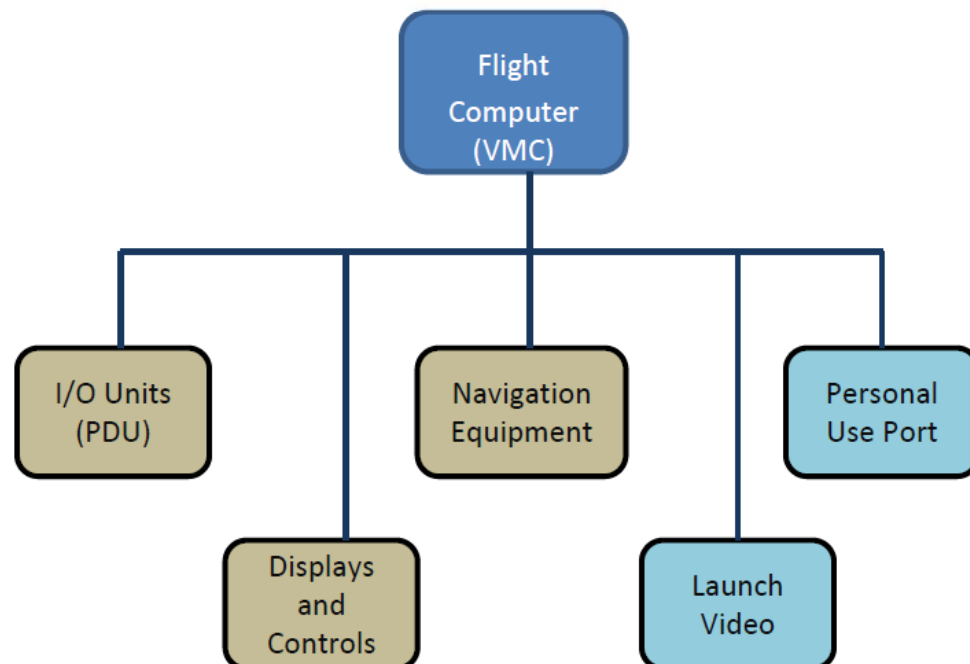 Flight
Computer
(VMC)
I/O Units
(PDU)
Navigation
Equipment
Personal
Use Port
Displays
and
Controls
Launch
Video